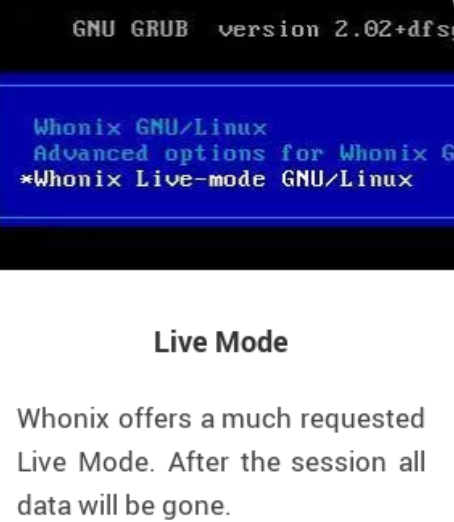 GNU GRUB version 2.02+dfsg
Whonix GNU/Linux
Advanced options for Whonix G
*Whonix Live-mode GNU/Linux
Live Mode
Whonix offers a much requested
Live Mode. After the session all
data will be gone.